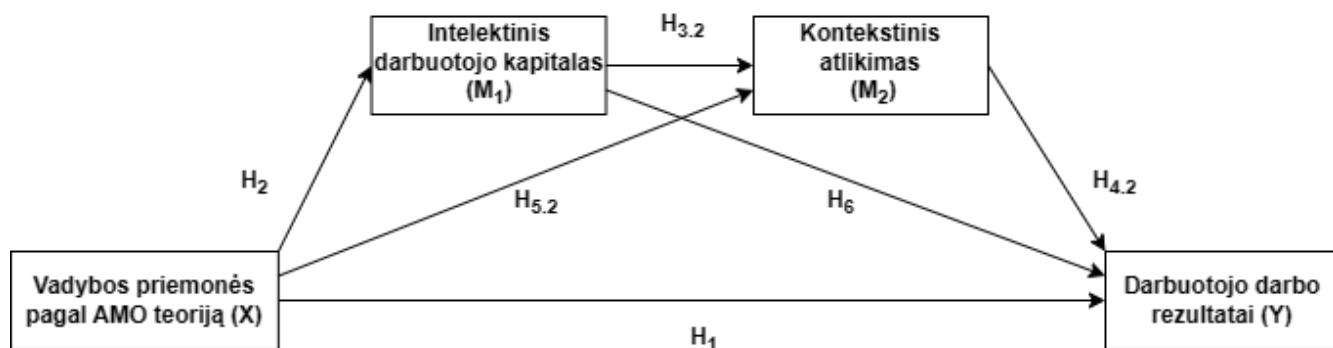 Intelektinis
darbuotojo kapitalas
(M₁)
H₃.₂
Kontekstinis
atlikimas
(M₂)
H₂
H₅.₂
H₆
H₄.₂
Vadybos priemonės
pagal AMO teoriją (X)
Darbuotojo darbo
rezultatai (Y)
H₁